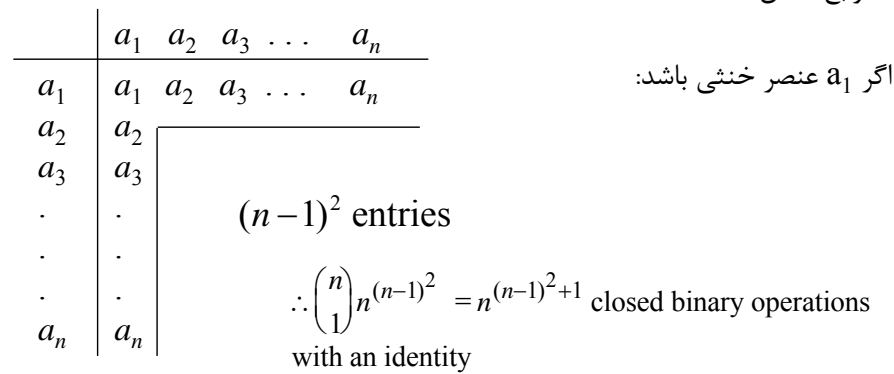 a₁ a₂ a₃ . . . aₙ
اگر a₁ عنصر خنثی باشد:
a₁ a₁ a₂ a₃ . . . aₙ
a₂ a₂
a₃ a₃
. .
(n−1)² entries
. .
. .
∴(n 1)n^(n−1)² = n^(n−1)²+1 closed binary operations
aₙ aₙ
with an identity